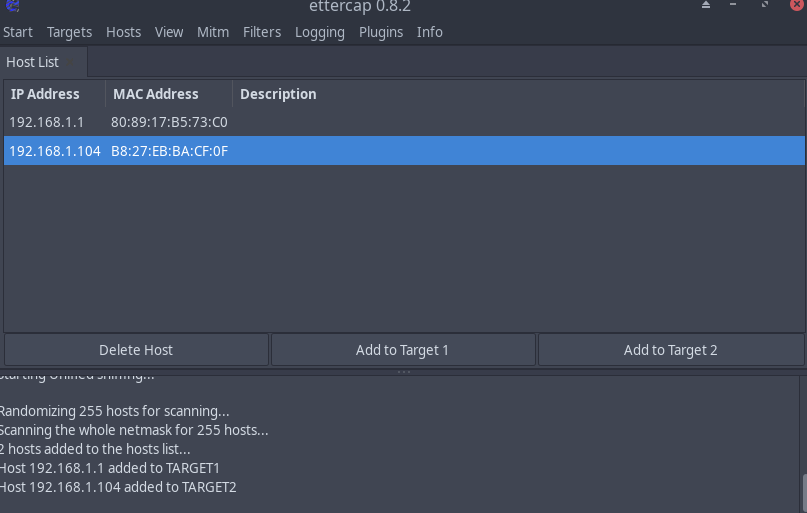 ettercap 0.8.2
Start Targets Hosts View Mitm Filters Logging Plugins Info
Host List
IP Address MAC Address Description
192.168.1.1 80:89:17:B5:73:C0
192.168.1.104 B8:27:EB:BA:CF:0F
Delete Host Add to Target 1 Add to Target 2
Starting Unified sniffing...
Randomizing 255 hosts for scanning...
Scanning the whole netmask for 255 hosts...
2 hosts added to the hosts list...
Host 192.168.1.1 added to TARGET1
Host 192.168.1.104 added to TARGET2